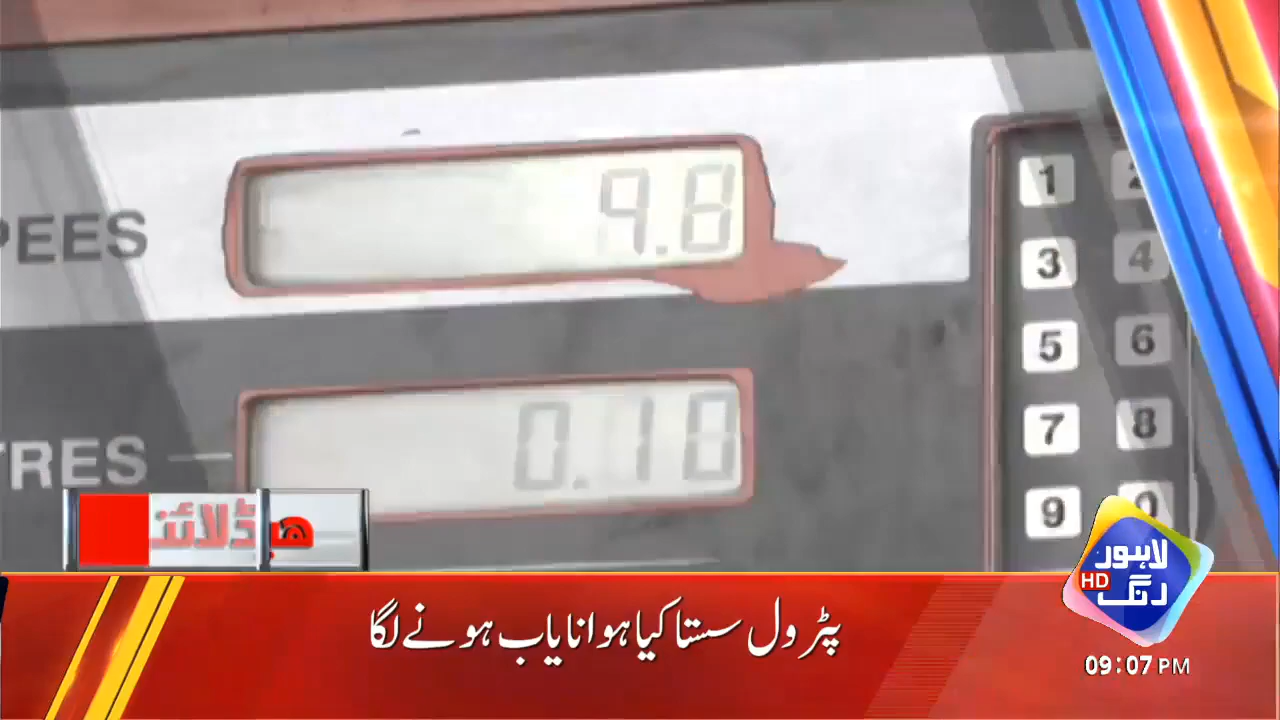 PEES
9.8
1 2
3 4
5 6
7 8
9 0
TRES
0.18
ہیڈلائنز
لاہور
HD رنگ
پٹرول سستا کیا ہوا نایاب ہونے لگا
09:07 PM